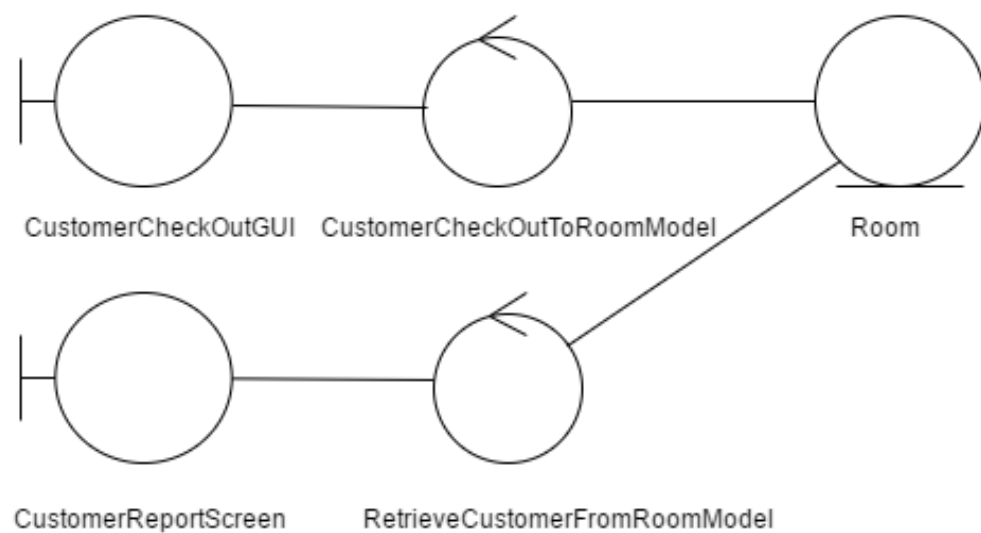 CustomerCheckOutGUI
CustomerCheckOutToRoomModel
Room
CustomerReportScreen
RetrieveCustomerFromRoomModel